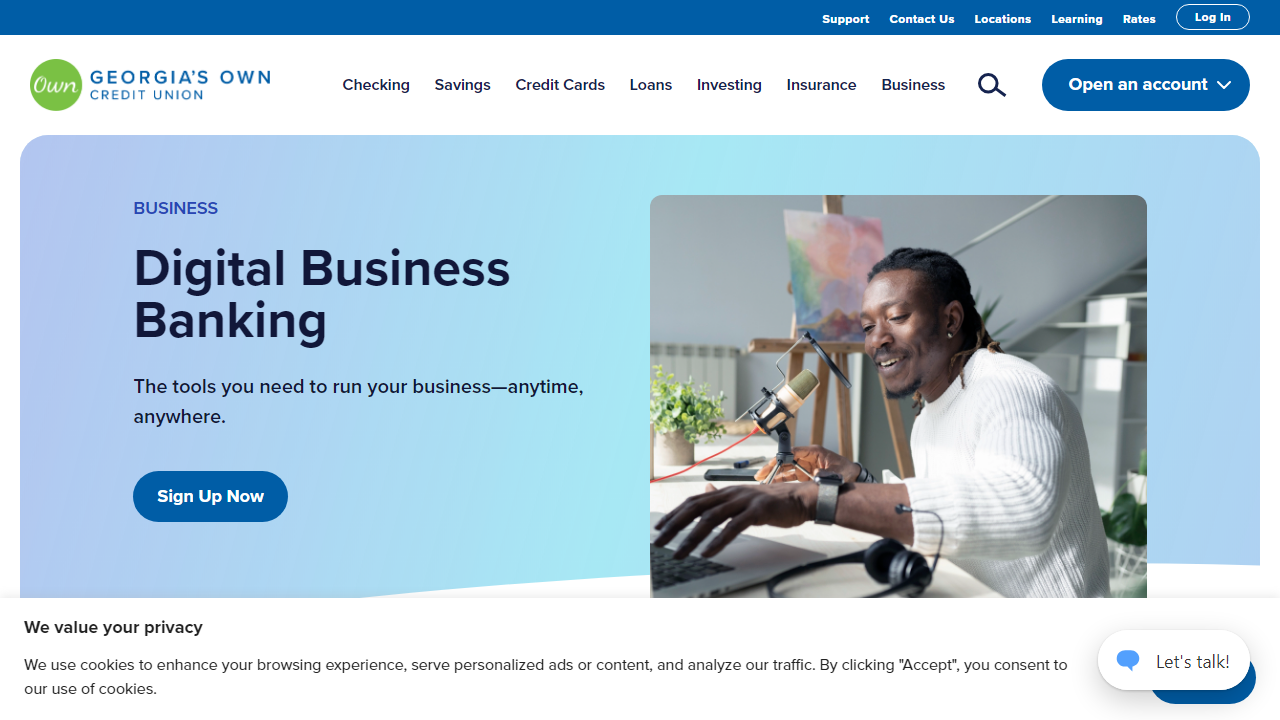 Support Contact Us Locations Learning Rates Log In
Own GEORGIA'S OWN
CREDIT UNION
Checking Savings Credit Cards Loans Investing Insurance Business Open an account
BUSINESS
Digital Business
Banking
The tools you need to run your business—anytime,
anywhere.
Sign Up Now
We value your privacy
We use cookies to enhance your browsing experience, serve personalized ads or content, and analyze our traffic. By clicking "Accept", you consent to
our use of cookies.
Let's talk!